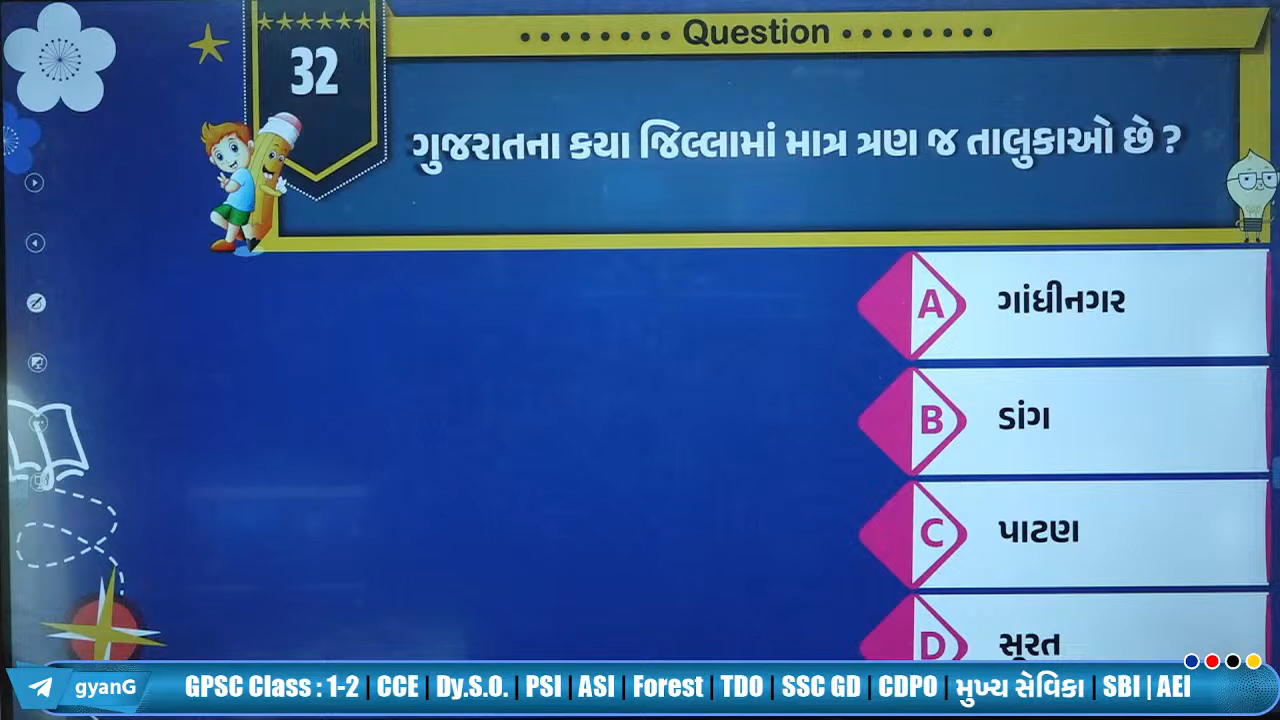 Question
32
ગુજરાતના કયા જિલ્લામાં માત્ર ત્રણ જ તાલુકાઓ છે ?
A ગાંધીનગર
B ડાંગ
C પાટણ
D સૂરત
gyanG GPSC Class : 1-2 | CCE | Dy.S.O. | PSI | ASI | Forest | TDO | SSC GD | CDPO | મુખ્ય સેવિકા | SBI | AEI